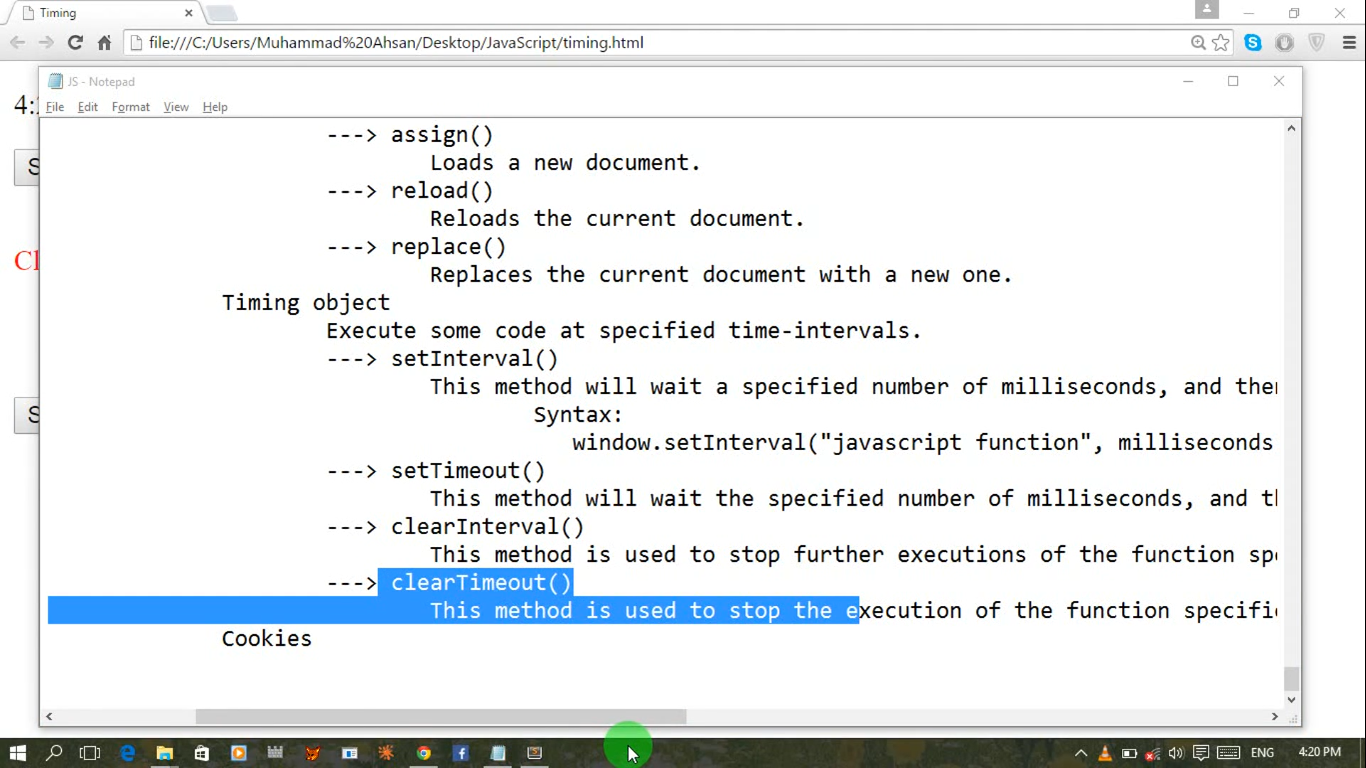 Timing
file:///C:/Users/Muhammad%20Ahsan/Desktop/JavaScript/timing.html
JS - Notepad
File Edit Format View Help
4:2
---> assign()
Loads a new document.
S
---> reload()
Reloads the current document.
---> replace()
Cl
Replaces the current document with a new one.
Timing object
Execute some code at specified time-intervals.
---> setInterval()
This method will wait a specified number of milliseconds, and then
S
Syntax:
window.setInterval("javascript function", milliseconds
---> setTimeout()
This method will wait the specified number of milliseconds, and th
---> clearInterval()
This method is used to stop further executions of the function spe
---> clearTimeout()
This method is used to stop the execution of the function specifie
Cookies
ENG 4:20 PM